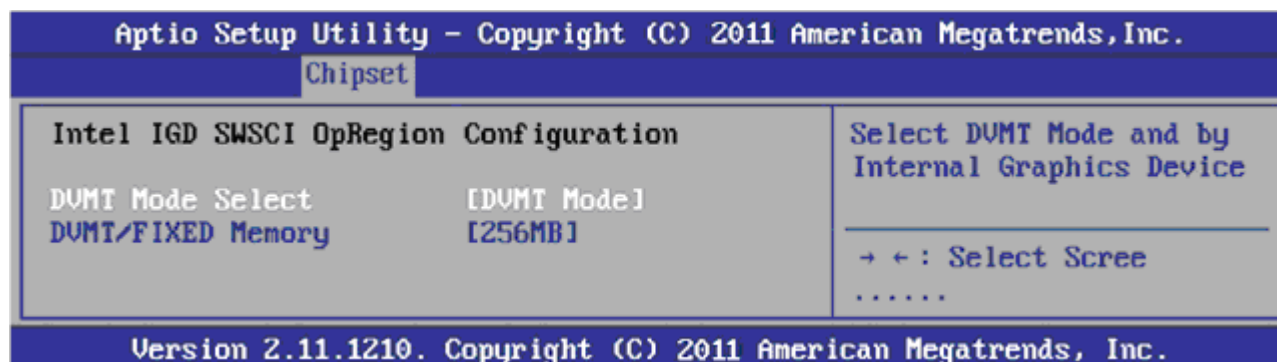 Aptio Setup Utility – Copyright (C) 2011 American Megatrends,Inc.
Chipset
Intel IGD SWSCI OpRegion Configuration
DVMT Mode Select [DVMT Mode]
DVMT/FIXED Memory [256MB]
Select DVMT Mode and by
Internal Graphics Device
→ ←: Select Scree
......
Version 2.11.1210. Copyright (C) 2011 American Megatrends, Inc.